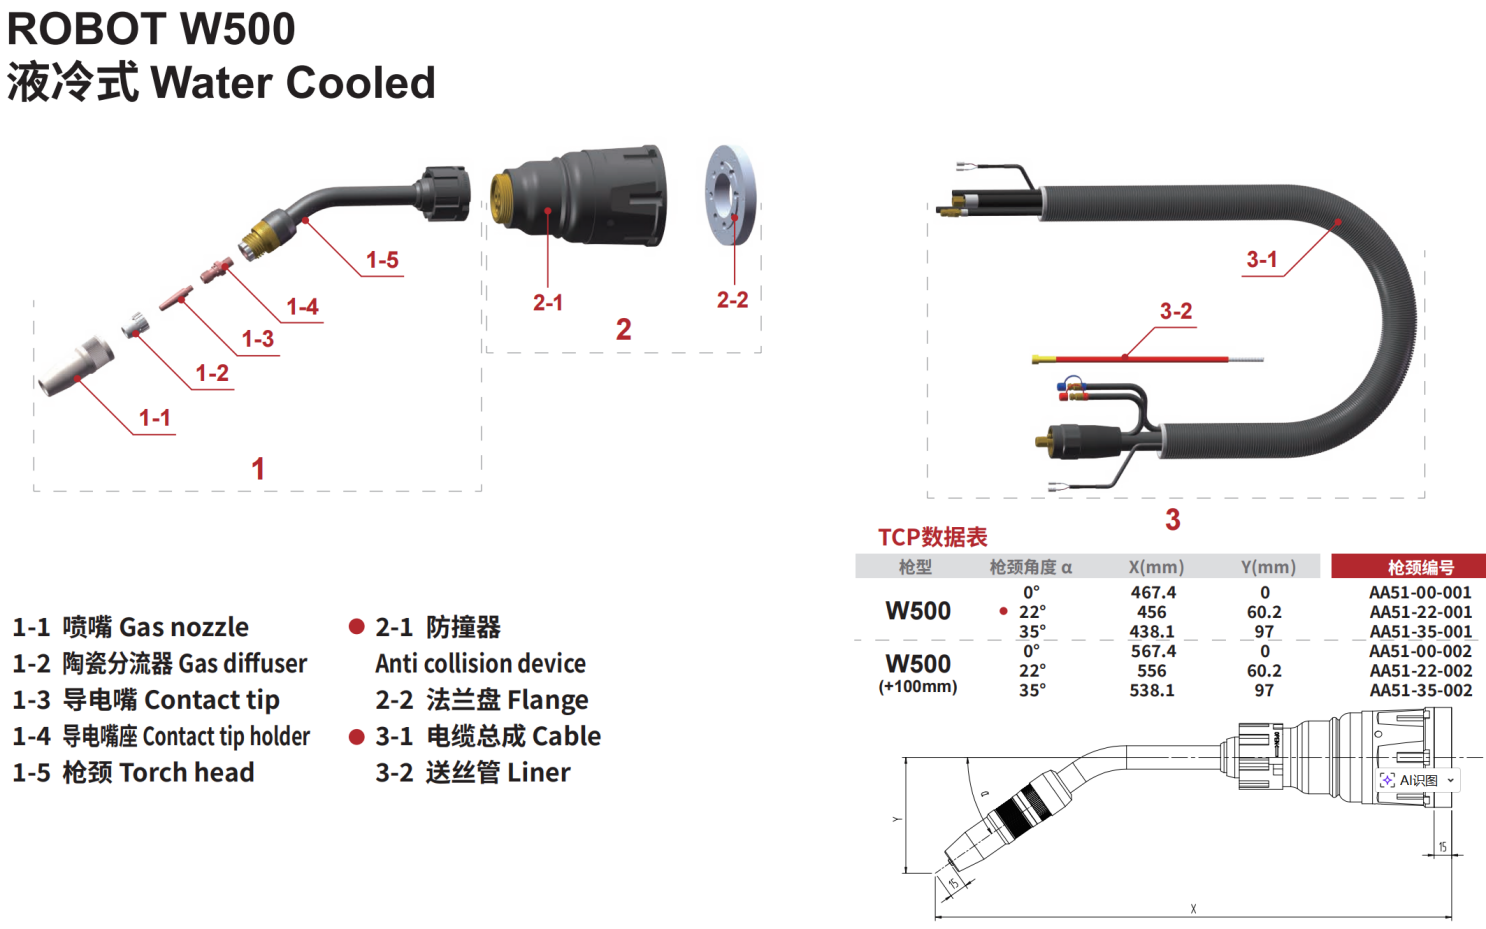 ROBOT W500
液冷式 Water Cooled
1-1
1-2
1-3
1-4
1-5
1
2-1
2-2
2
3-1
3-2
3
1-1 喷嘴 Gas nozzle
1-2 陶瓷分流器 Gas diffuser
1-3 导电嘴 Contact tip
1-4 导电嘴座 Contact tip holder
1-5 枪颈 Torch head
2-1 防撞器
Anti collision device
2-2 法兰盘 Flange
3-1 电缆总成 Cable
3-2 送丝管 Liner
TCP数据表
枪型 枪颈角度 α X(mm) Y(mm) 枪颈编号
W500
0° 467.4 0 AA51-00-001
22° 456 60.2 AA51-22-001
35° 438.1 97 AA51-35-001
W500
(+100mm)
0° 567.4 0 AA51-00-002
22° 556 60.2 AA51-22-002
35° 538.1 97 AA51-35-002
AI识图
Y
α
15
15
X